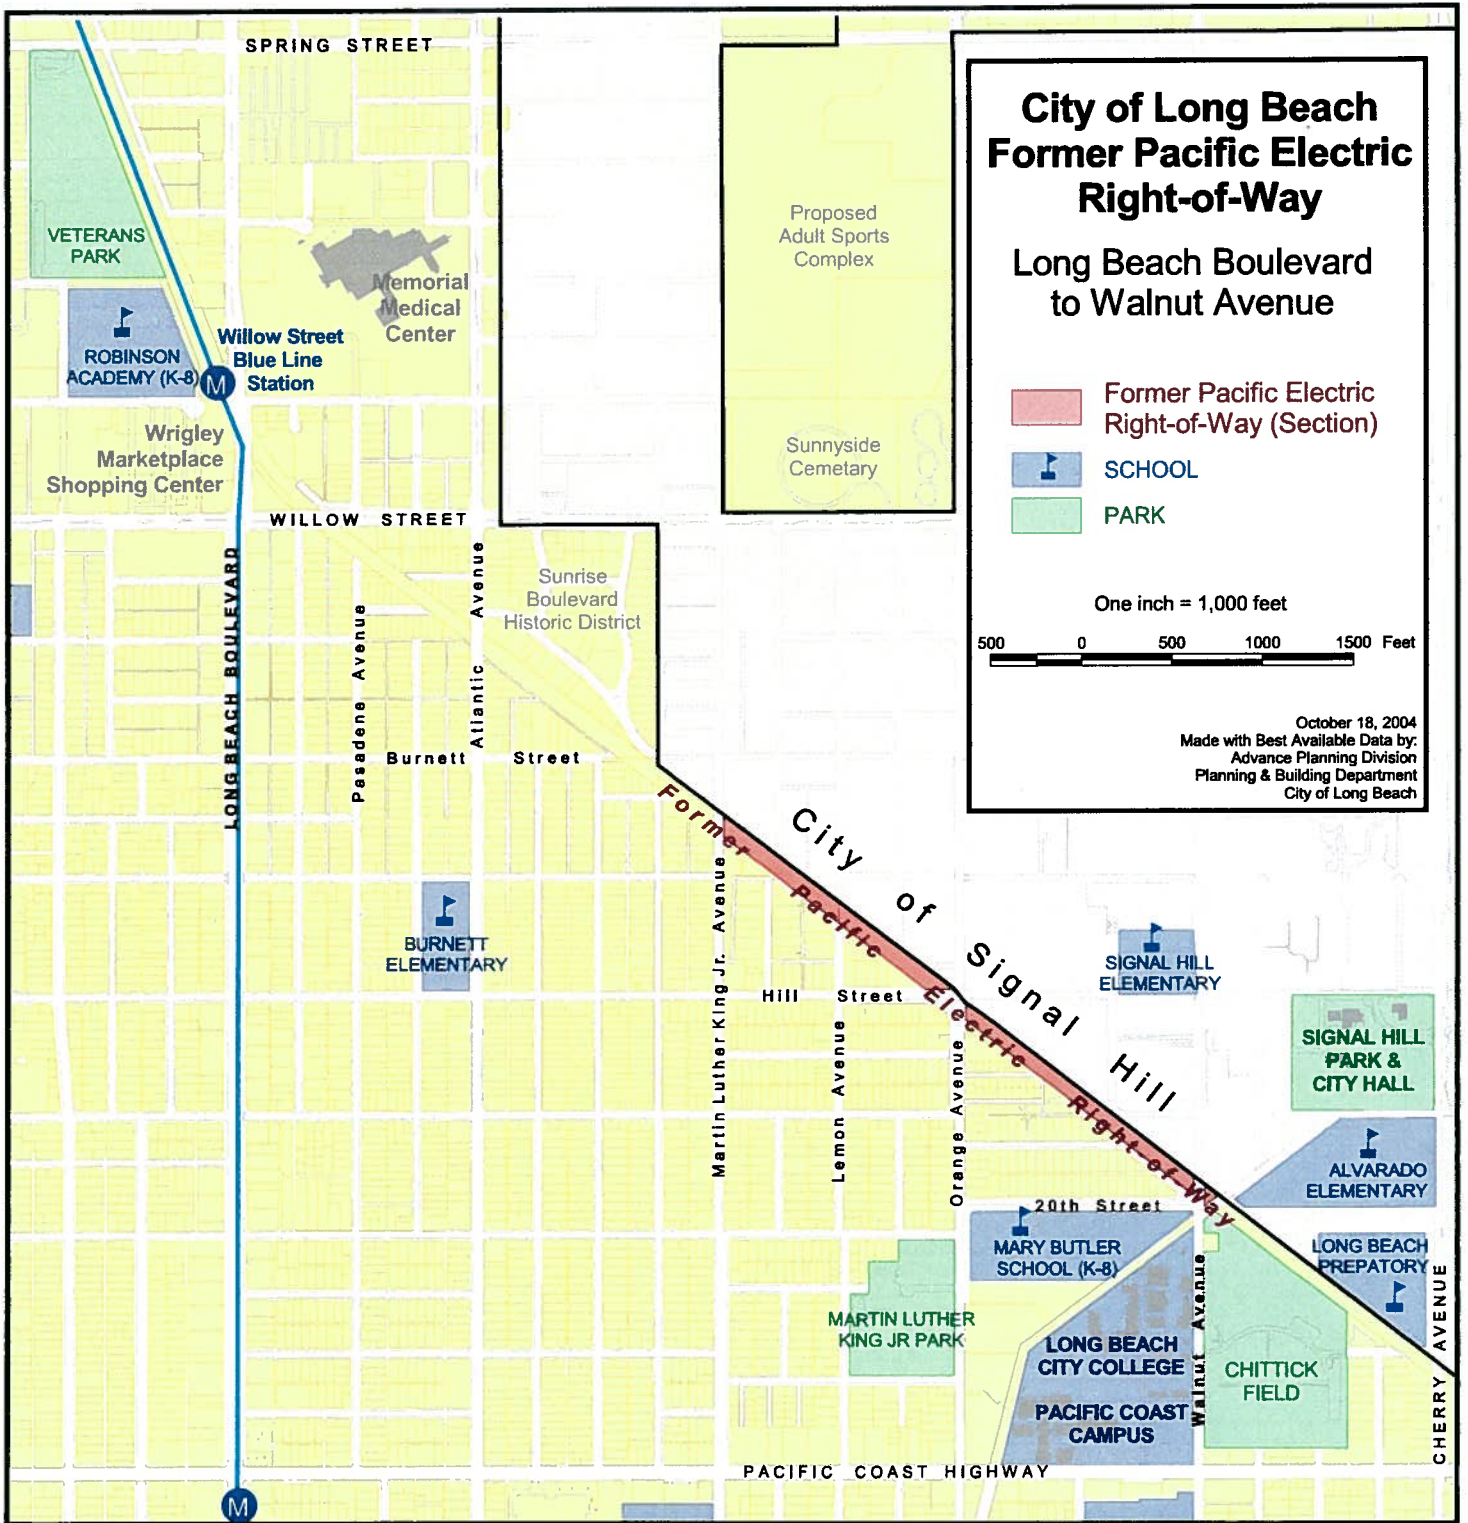 SPRING STREET
City of Long Beach
Former Pacific Electric
Right-of-Way
Long Beach Boulevard
to Walnut Avenue
Former Pacific Electric
Right-of-Way (Section)
SCHOOL
PARK
One inch = 1,000 feet
500 0 500 1000 1500 Feet
October 18, 2004
Made with Best Available Data by:
Advance Planning Division
Planning & Building Department
City of Long Beach
VETERANS
PARK
Memorial
Medical
Center
Proposed
Adult Sports
Complex
ROBINSON
ACADEMY (K-8)
M
Willow Street
Blue Line
Station
Wrigley
Marketplace
Shopping Center
Sunnyside
Cemetary
WILLOW STREET
LONG BEACH BOULEVARD
Pasadene Avenue
Atlantic Avenue
Sunrise
Boulevard
Historic District
Burnett Street
Former Pacific Electric Right-of-Way
City of Signal Hill
BURNETT
ELEMENTARY
Martin Luther King Jr. Avenue
Hill Street
Lemon Avenue
Orange Avenue
SIGNAL HILL
ELEMENTARY
SIGNAL HILL
PARK &
CITY HALL
ALVARADO
ELEMENTARY
20th Street
MARY BUTLER
SCHOOL (K-8)
LONG BEACH
PREPATORY
MARTIN LUTHER
KING JR PARK
LONG BEACH
CITY COLLEGE
PACIFIC COAST
CAMPUS
Walnut Avenue
CHITTICK
FIELD
CHERRY AVENUE
PACIFIC COAST HIGHWAY
M